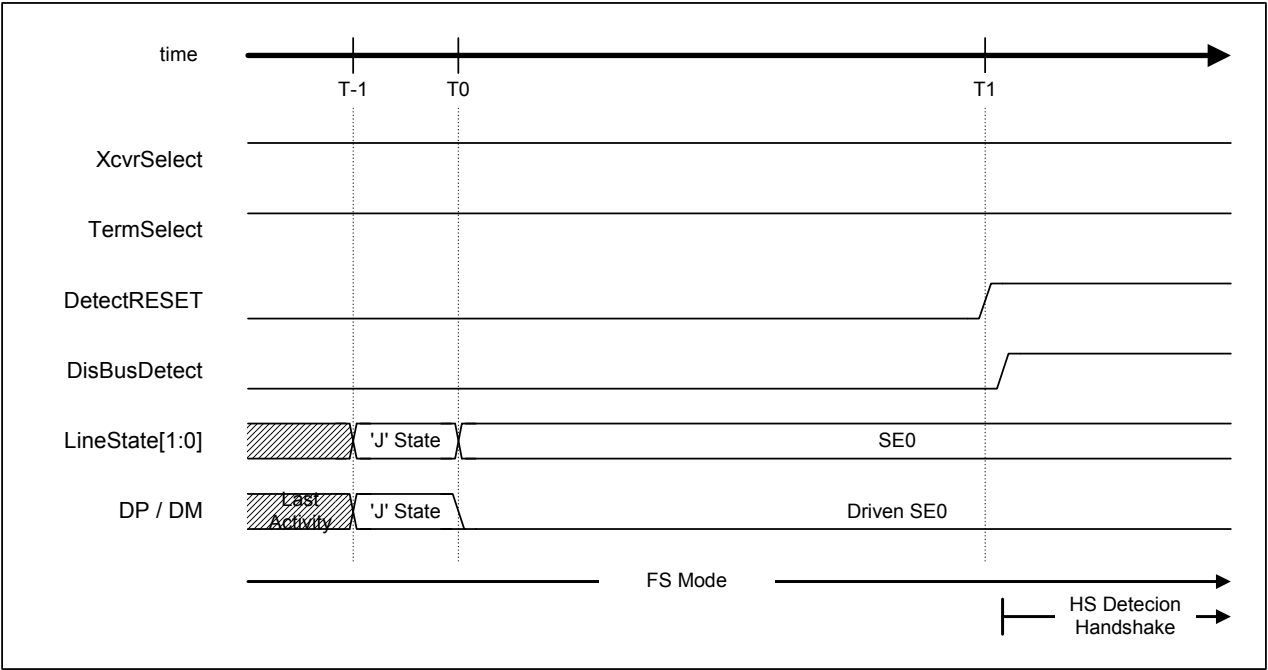 time
T-1 T0 T1
XcvrSelect
TermSelect
DetectRESET
DisBusDetect
LineState[1:0] 'J' State SE0
DP / DM Last Activity 'J' State Driven SE0
FS Mode
HS Detecion
Handshake